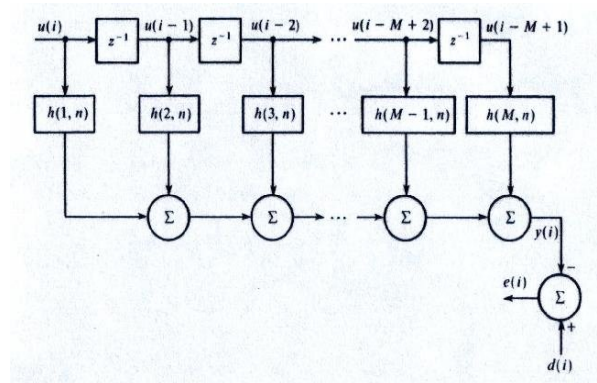 u(i) z⁻¹ u(i − 1) z⁻¹ u(i − 2) ... u(i − M + 2) z⁻¹ u(i − M + 1)
h(1, n) h(2, n) h(3, n) ... h(M − 1, n) h(M, n)
Σ Σ ... Σ Σ
y(i)
−
e(i) Σ
+
d(i)